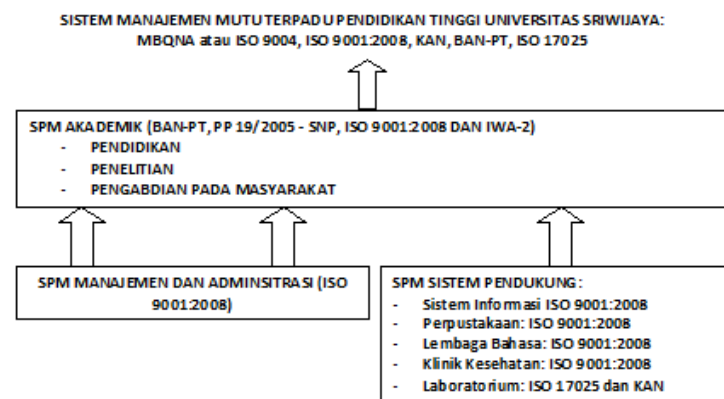 SISTEM MANAJEMEN MUTU TERPADU PENDIDIKAN TINGGI UNIVERSITAS SRIWIJAYA:
MBQNA atau ISO 9004, ISO 9001:2008, KAN, BAN-PT, ISO 17025
SPM AKADEMIK (BAN-PT, PP 19/2005 - SNP, ISO 9001:2008 DAN IWA-2)
- PENDIDIKAN
- PENELITIAN
- PENGABDIAN PADA MASYARAKAT
SPM MANAJEMEN DAN ADMINSITRASI (ISO
9001:2008)
SPM SISTEM PENDUKUNG:
- Sistem Informasi ISO 9001:2008
- Perpustakaan: ISO 9001:2008
- Lembaga Bahasa: ISO 9001:2008
- Klinik Kesehatan: ISO 9001:2008
- Laboratorium: ISO 17025 dan KAN